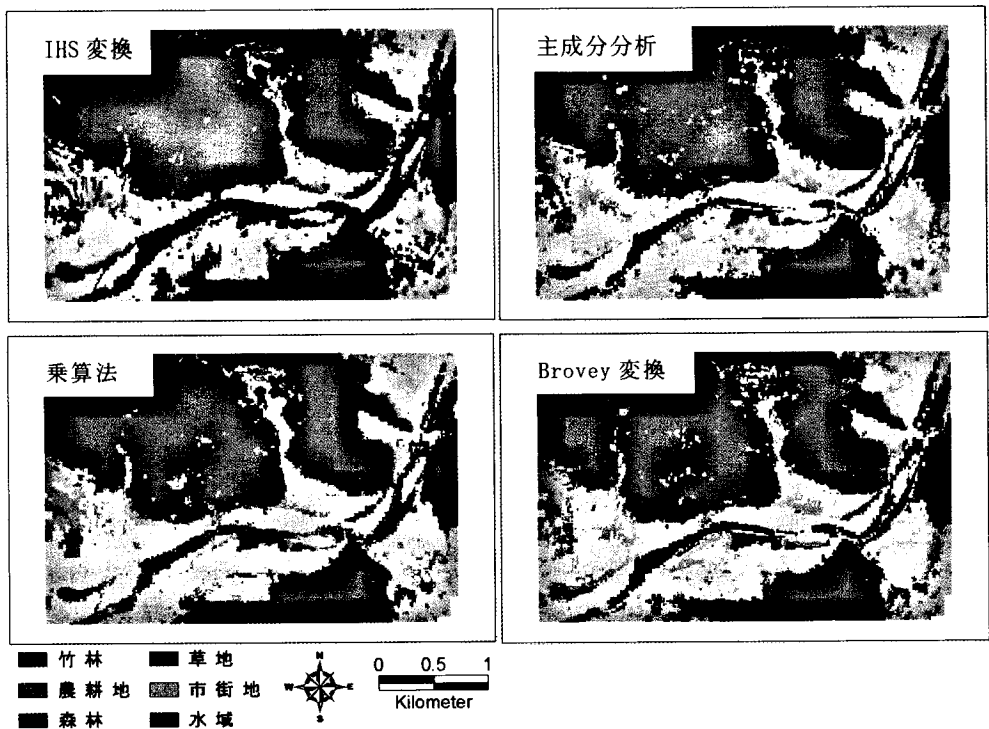 IHS 変換
主成分分析
乗算法
Brovey 変換
竹 林
草 地
農 耕 地
市 街 地
森 林
水 域
N
W
E
S
0 0.5 1
Kilometer